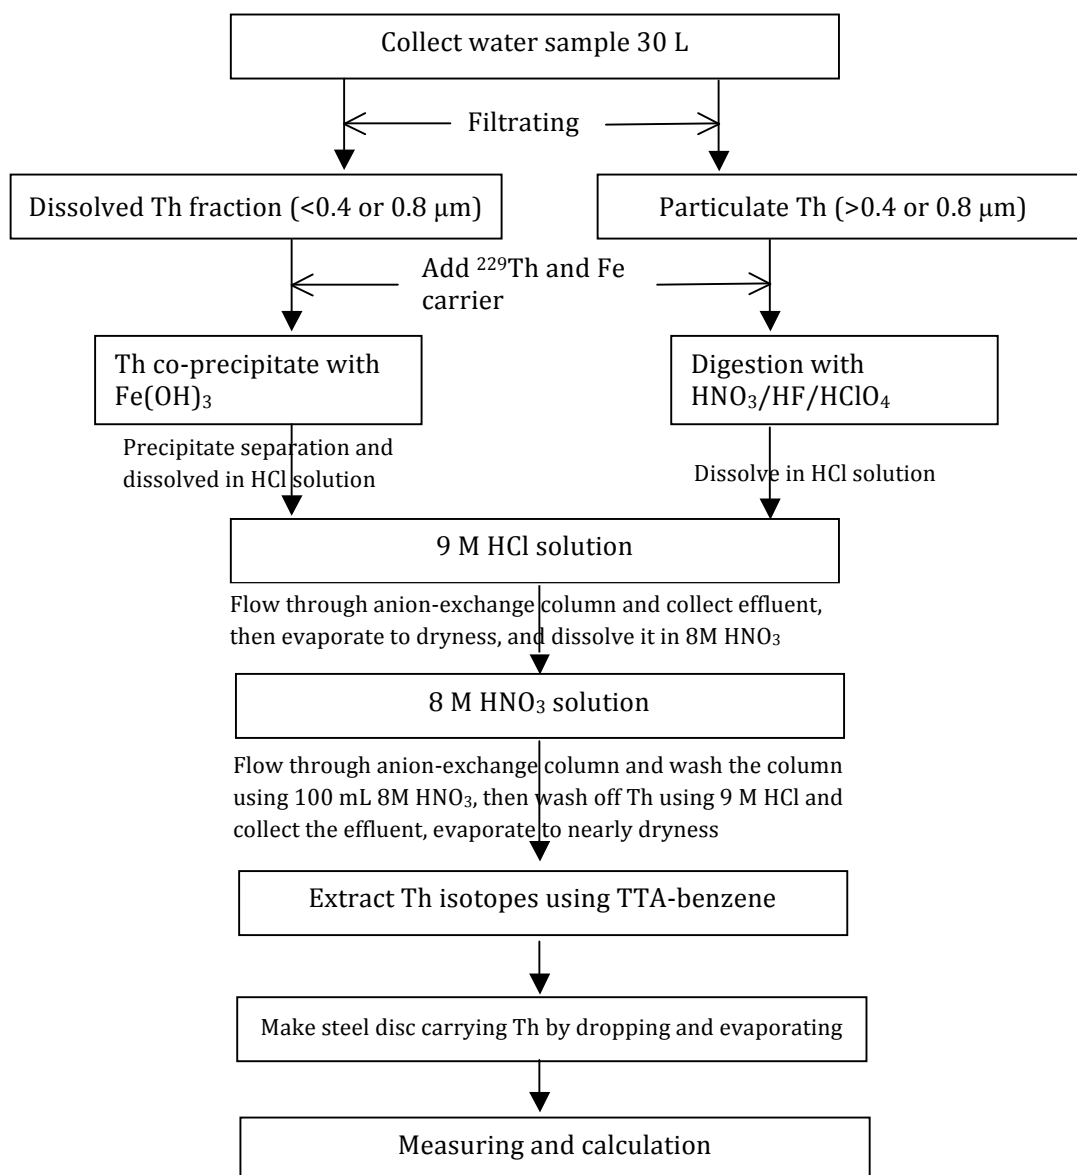 Collect water sample 30 L
Filtrating
Dissolved Th fraction (<0.4 or 0.8 μm)
Particulate Th (>0.4 or 0.8 μm)
Add ²²⁹Th and Fe
carrier
Th co-precipitate with
Fe(OH)₃
Digestion with
HNO₃/HF/HClO₄
Precipitate separation and
dissolved in HCl solution
Dissolve in HCl solution
9 M HCl solution
Flow through anion-exchange column and collect effluent,
then evaporate to dryness, and dissolve it in 8M HNO₃
8 M HNO₃ solution
Flow through anion-exchange column and wash the column
using 100 mL 8M HNO₃, then wash off Th using 9 M HCl and
collect the effluent, evaporate to nearly dryness
Extract Th isotopes using TTA-benzene
Make steel disc carrying Th by dropping and evaporating
Measuring and calculation